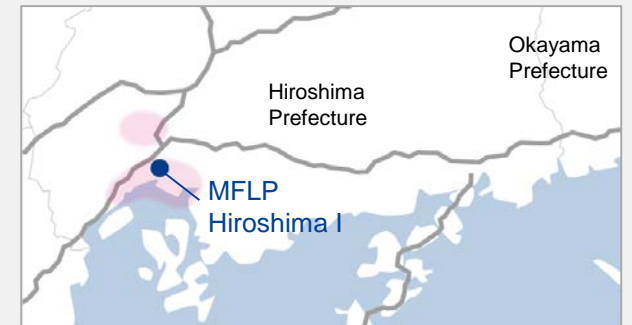 Okayama
Prefecture
Hiroshima
Prefecture
MFLP
Hiroshima I